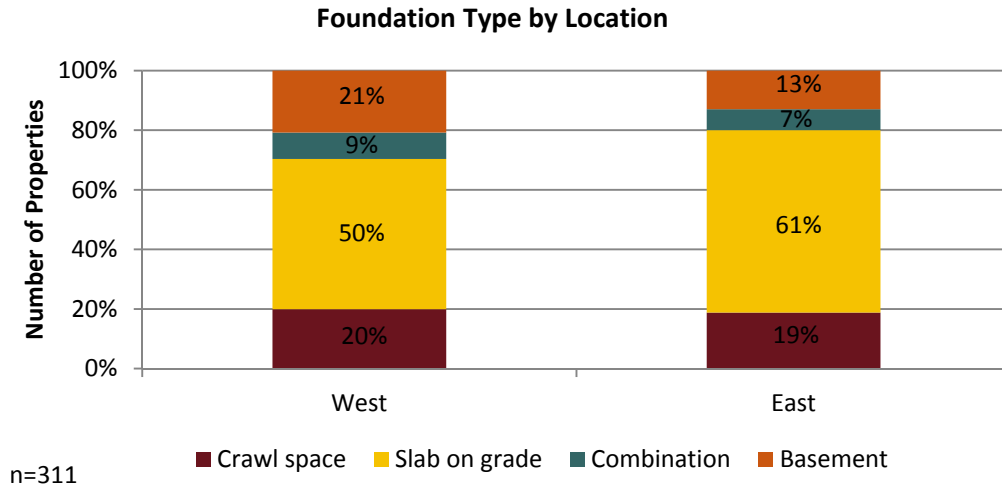 Foundation Type by Location
Number of Properties
100%
80%
60%
40%
20%
0%
21%
9%
50%
20%
13%
7%
61%
19%
West
East
Crawl space
Slab on grade
Combination
Basement
n=311